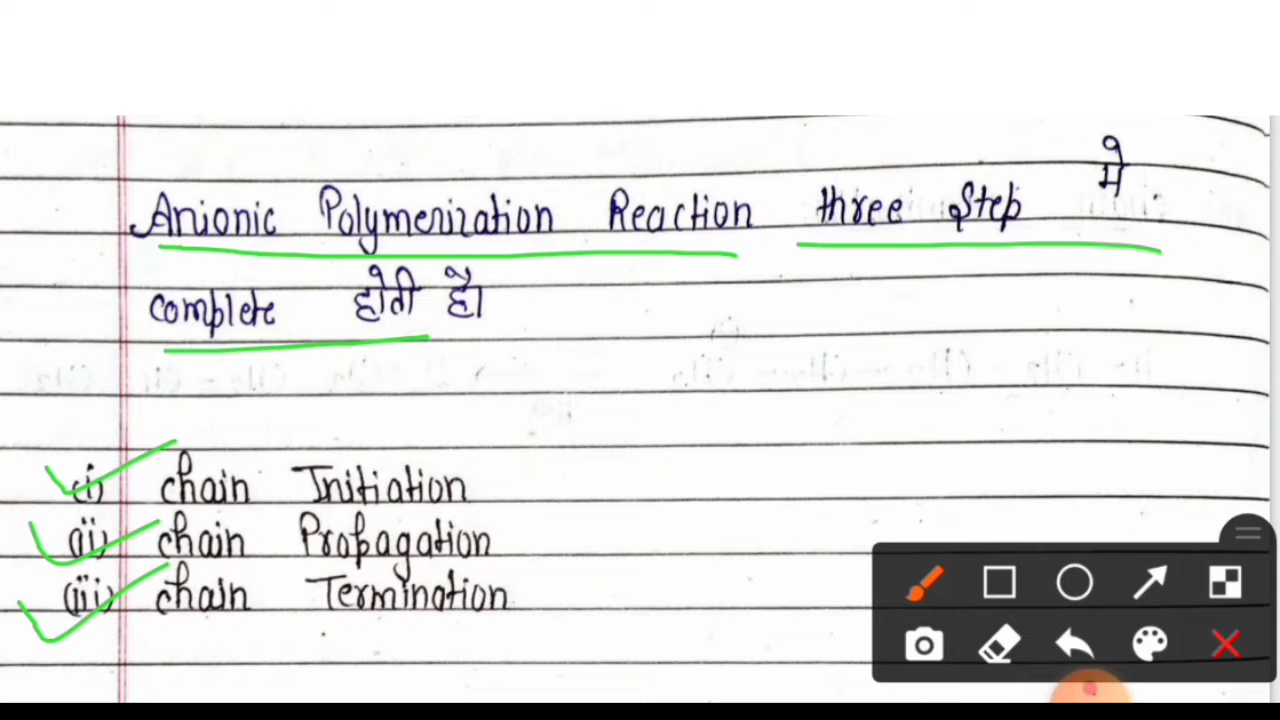 Anionic Polymerization Reaction three Step में
complete होती है।
(i) chain Initiation
(ii) chain Propagation
(iii) chain Termination